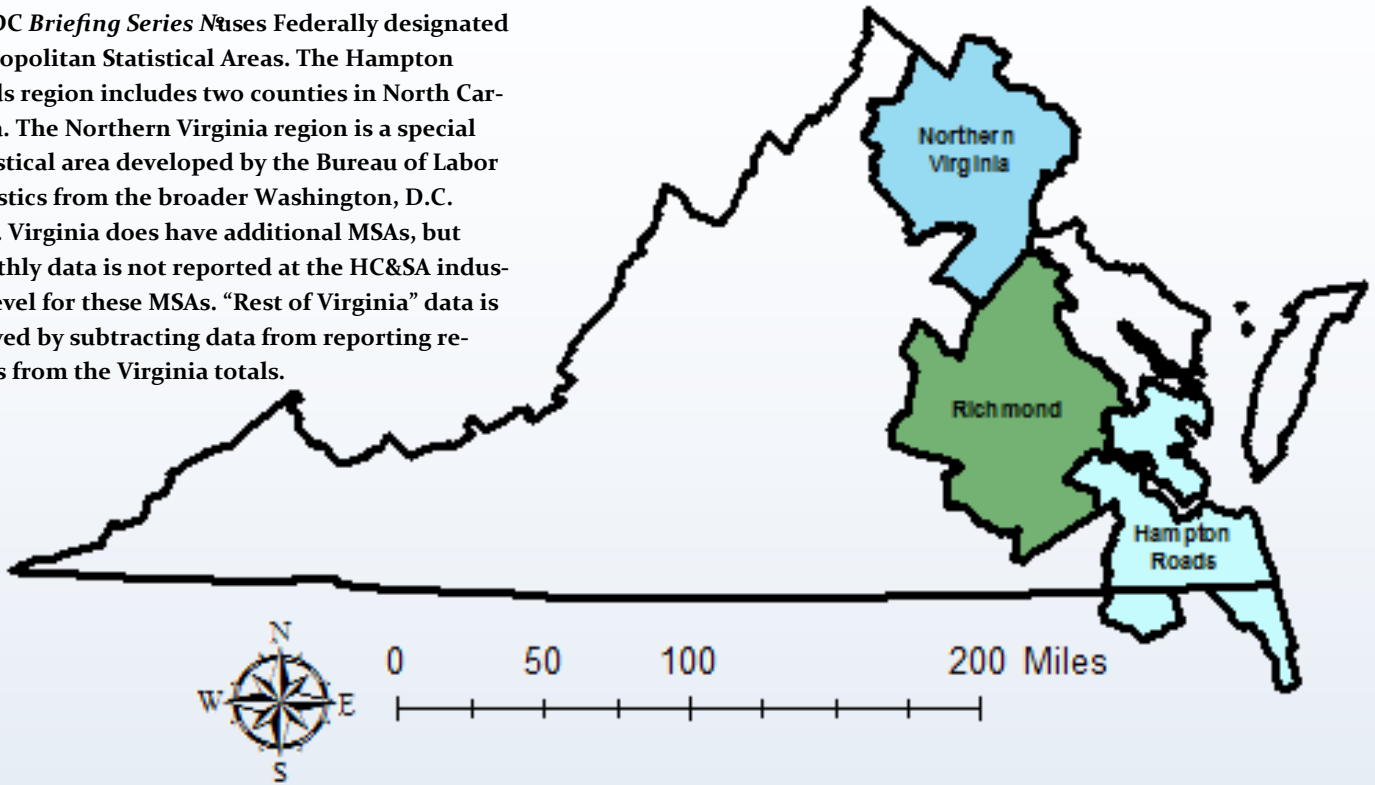 DC Briefing Series № uses Federally designated
opolitan Statistical Areas. The Hampton
ls region includes two counties in North Car-
. The Northern Virginia region is a special
stical area developed by the Bureau of Labor
stics from the broader Washington, D.C.
. Virginia does have additional MSAs, but
thly data is not reported at the HC&SA indus-
evel for these MSAs. “Rest of Virginia” data is
ved by subtracting data from reporting re-
s from the Virginia totals.
Northern
Virginia
Richmond
Hampton
Roads
N
W E
S
0 50 100 200 Miles